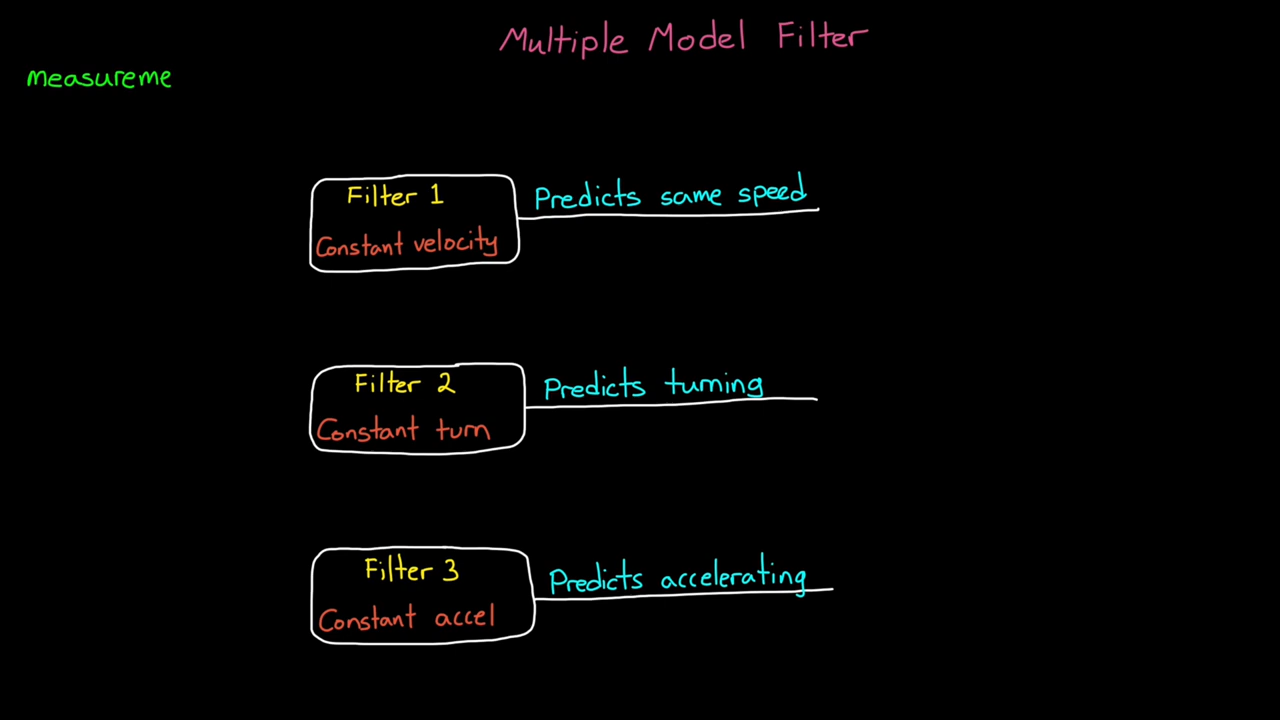 Multiple Model Filter
measureme
Filter 1
Constant velocity
Predicts same speed
Filter 2
Constant turn
Predicts turning
Filter 3
Constant accel
Predicts accelerating